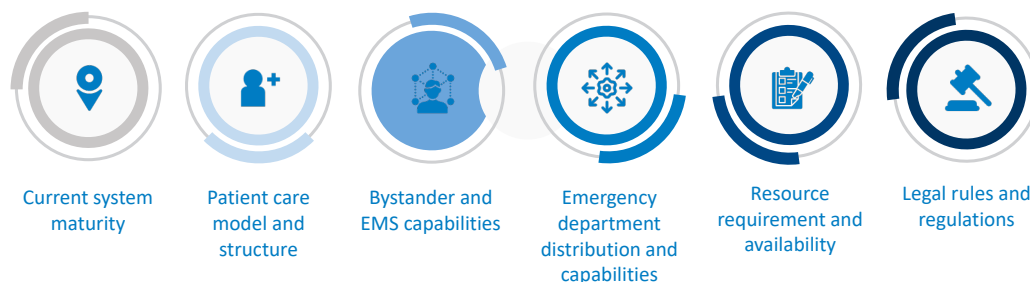 Current system
maturity
Patient care
model and
structure
Bystander and
EMS capabilities
Emergency
department
distribution and
capabilities
Resource
requirement and
availability
Legal rules and
regulations